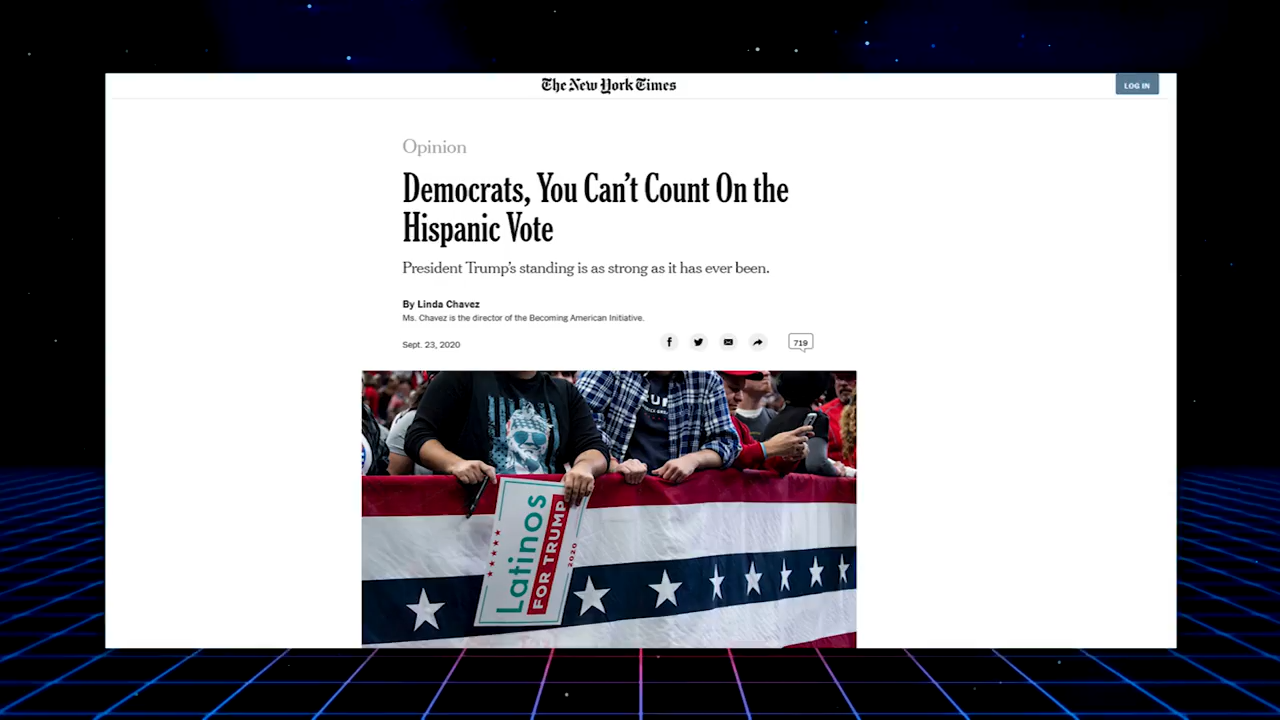 The New York Times
LOG IN
Opinion
Democrats, You Can't Count On the
Hispanic Vote
President Trump's standing is as strong as it has ever been.
By Linda Chavez
Ms. Chavez is the director of the Becoming American Initiative.
Sept. 23, 2020
719
Latinos
FOR TRUMP
2020